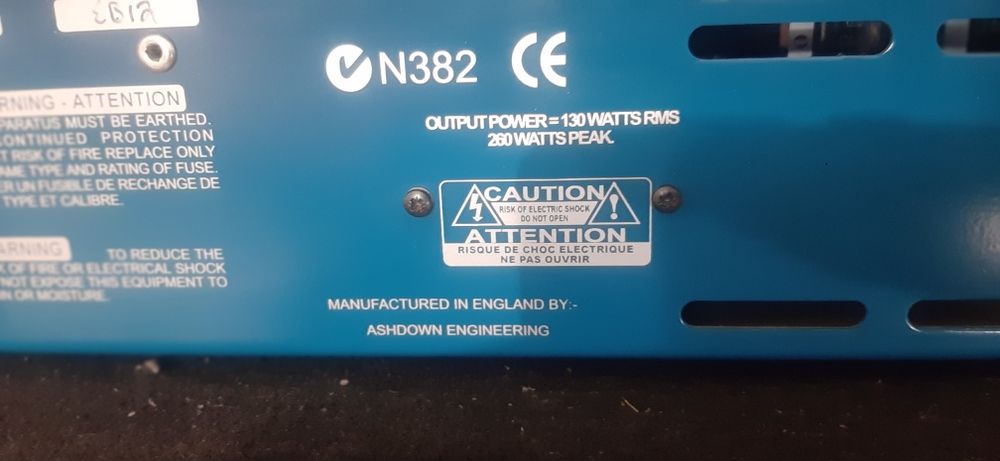 EB12
N382
CE
RNING - ATTENTION
PARATUS MUST BE EARTHED.
CONTINUED PROTECTION
T RISK OF FIRE REPLACE ONLY
AME TYPE AND RATING OF FUSE.
ER UN FUSIBLE DE RECHANGE DE
TYPE ET CALIBRE.
OUTPUT POWER = 130 WATTS RMS
260 WATTS PEAK.
CAUTION
RISK OF ELECTRIC SHOCK
DO NOT OPEN
ATTENTION
RISQUE DE CHOC ELECTRIQUE
NE PAS OUVRIR
ARNING TO REDUCE THE
K OF FIRE OR ELECTRICAL SHOCK
NOT EXPOSE THIS EQUIPMENT TO
N OR MOISTURE
MANUFACTURED IN ENGLAND BY:-
ASHDOWN ENGINEERING